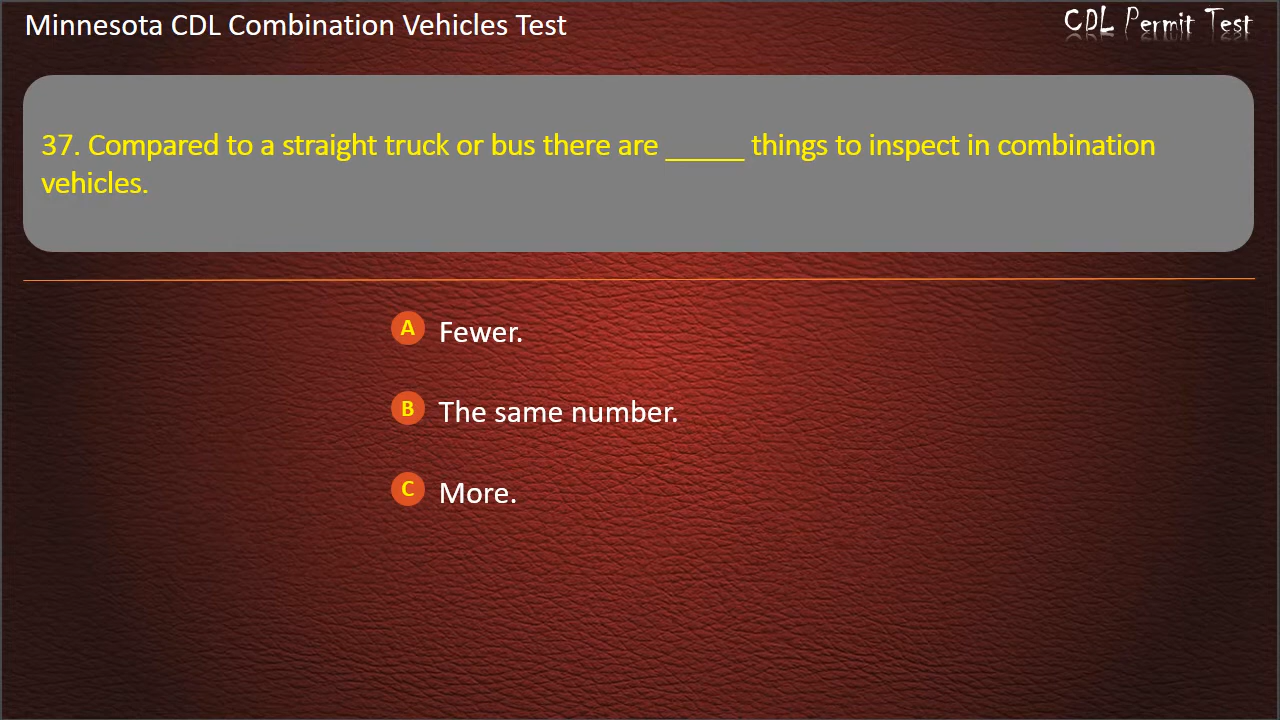 Minnesota CDL Combination Vehicles Test
CDL Permit Test
37. Compared to a straight truck or bus there are _____ things to inspect in combination
vehicles.
A Fewer.
B The same number.
C More.